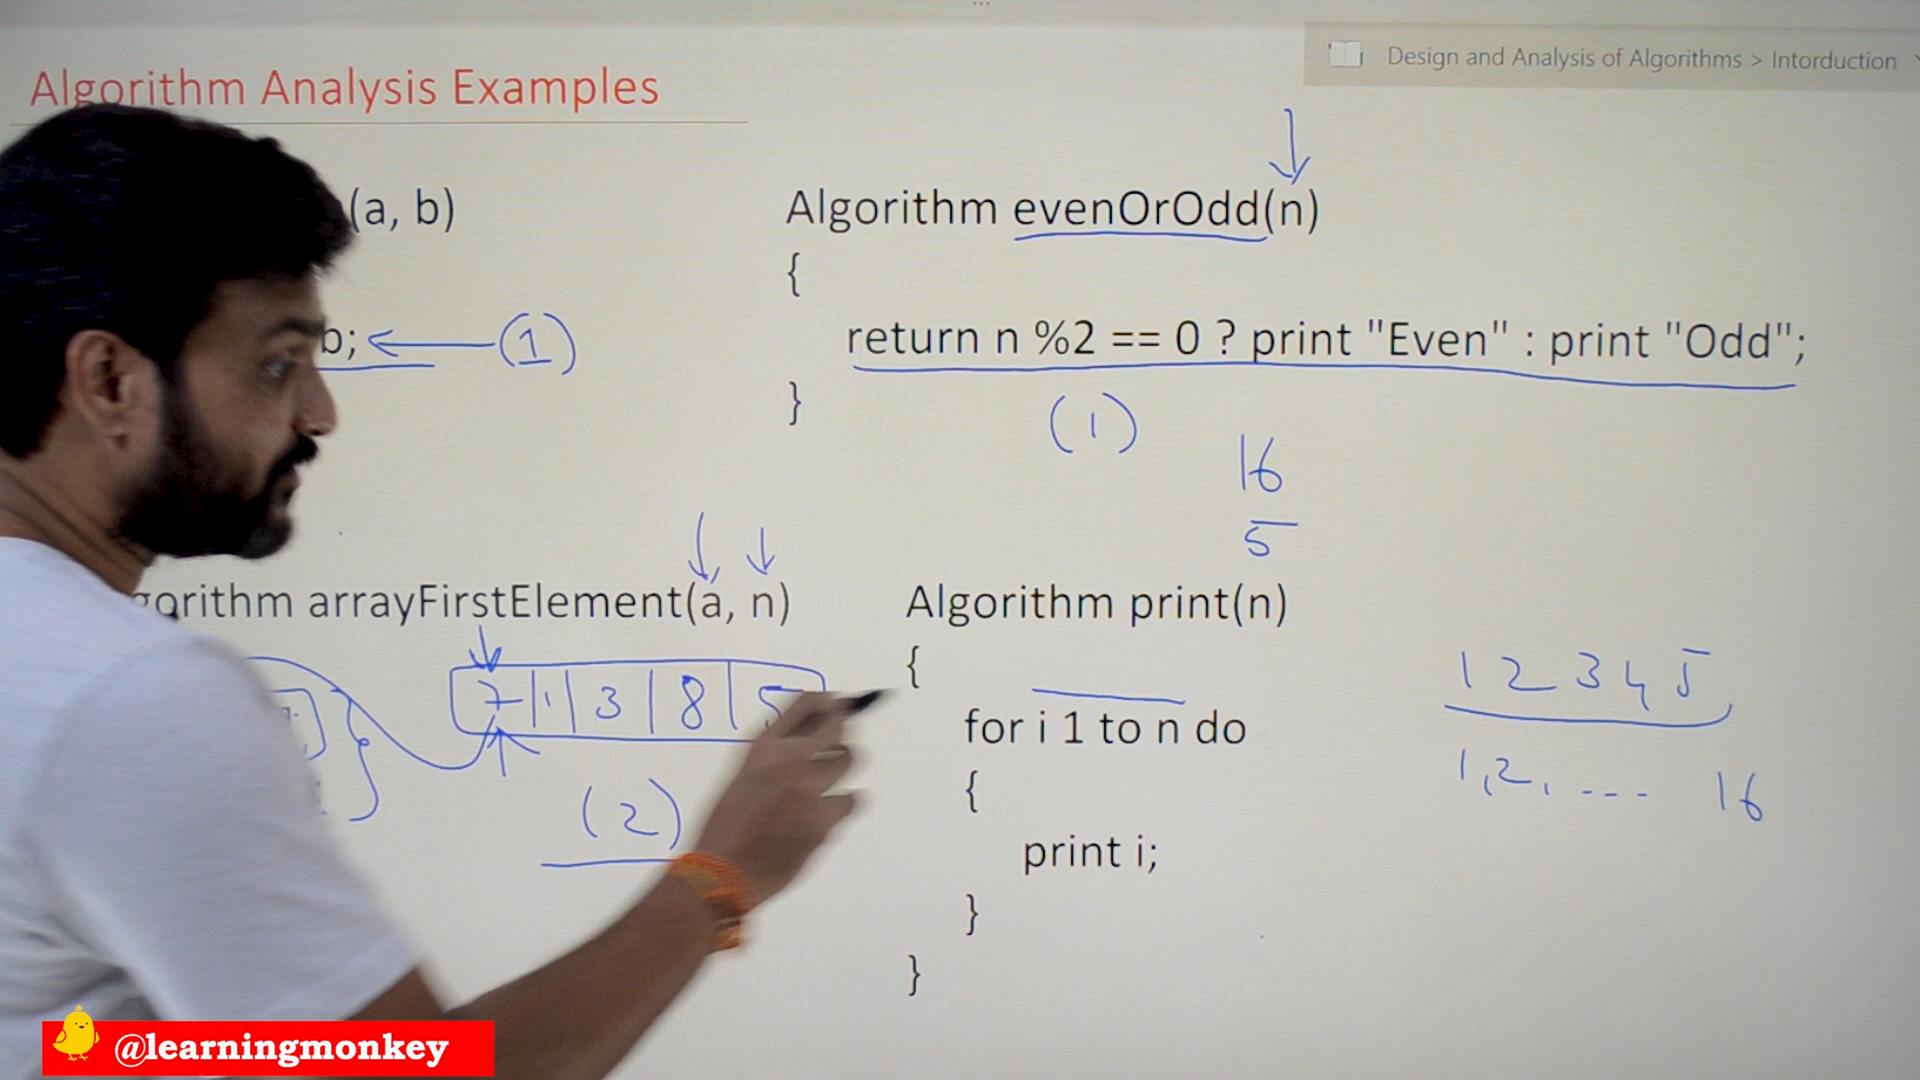 Design and Analysis of Algorithms > Intorduction
Algorithm Analysis Examples
(a, b)
b; (1)
Algorithm evenOrOdd(n)
{
return n %2 == 0 ? print "Even" : print "Odd";
}
(1)
16
5
gorithm arrayFirstElement(a, n)
7 1 3 8 5
(2)
Algorithm print(n)
{
for i 1 to n do
{
print i;
}
}
1 2 3 4 5
1,2, --- 16
@learningmonkey